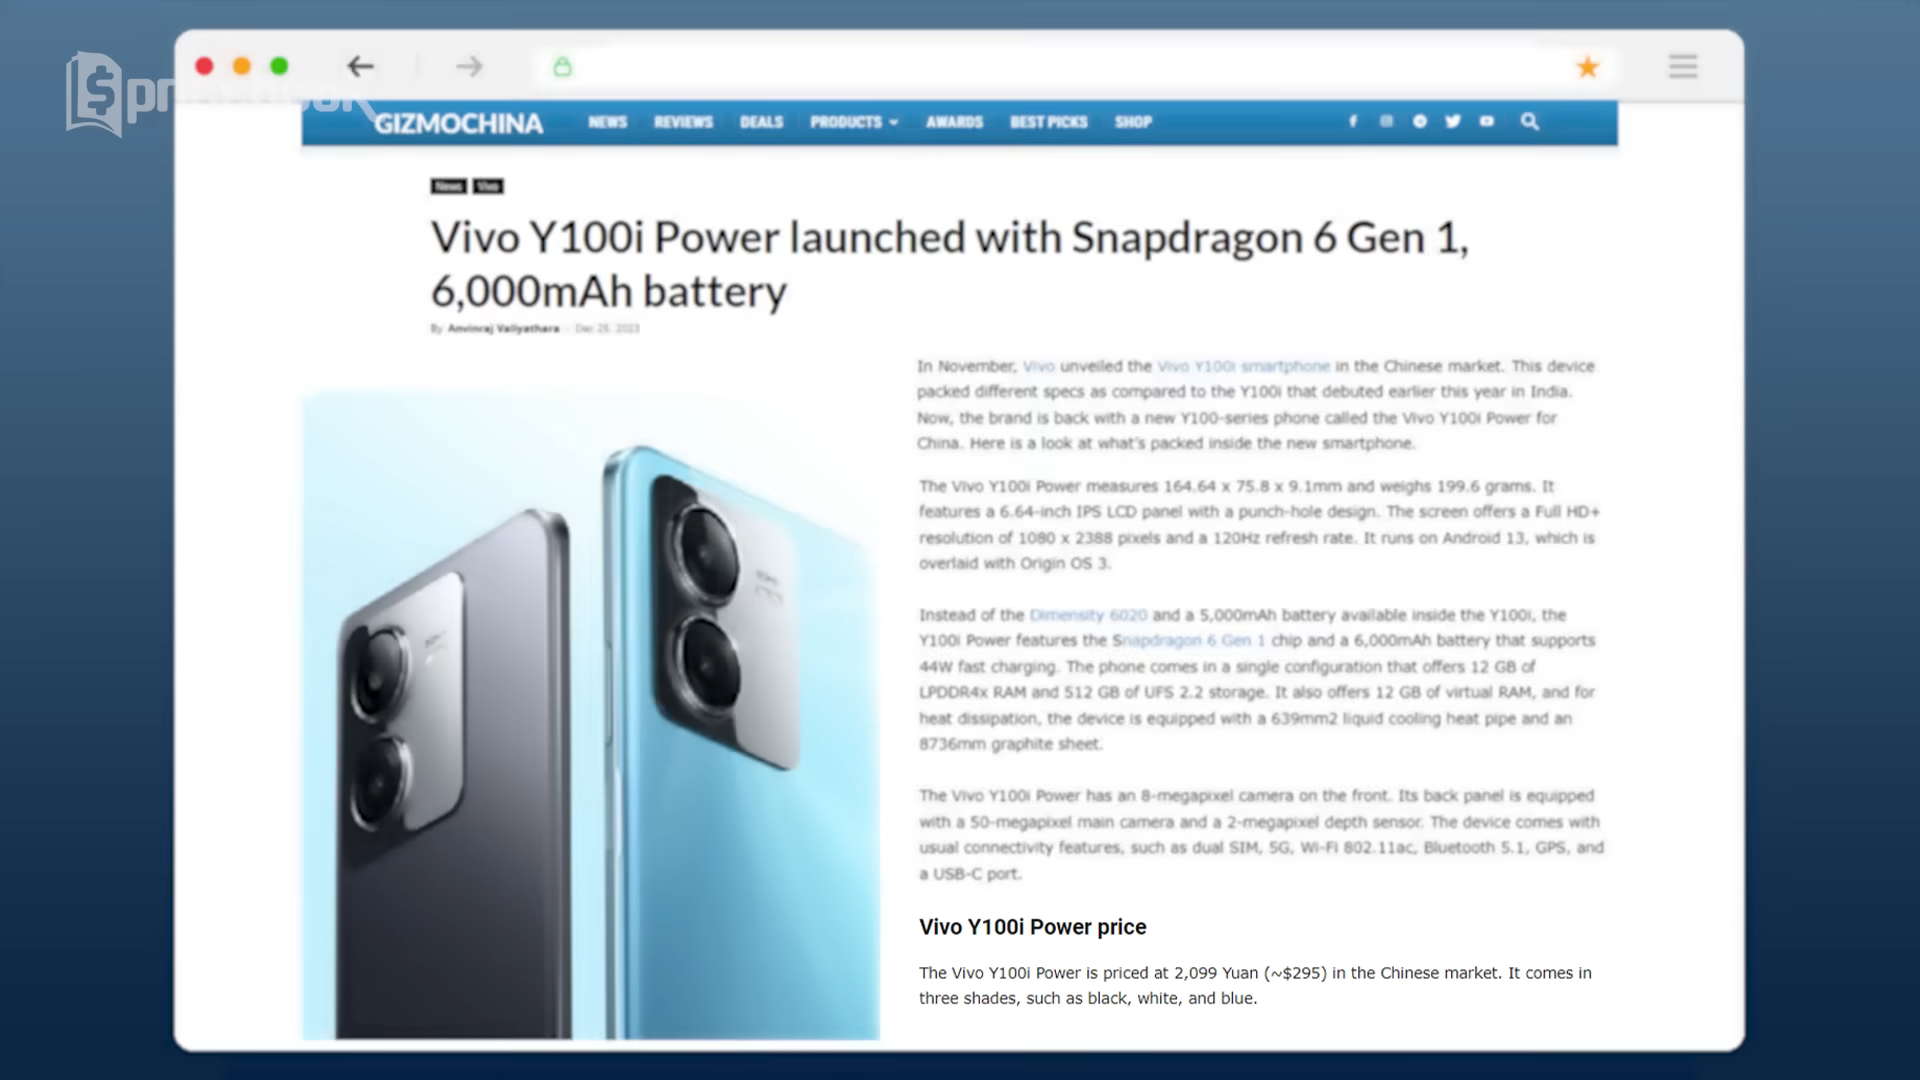 GIZMOCHINA NEWS REVIEWS DEALS PRODUCTS AWARDS BEST PICKS SHOP
News Vivo
Vivo Y100i Power launched with Snapdragon 6 Gen 1,
6,000mAh battery
By Anvinraj Valiyathara - Dec 28, 2023
In November, Vivo unveiled the Vivo Y100i smartphone in the Chinese market. This device
packed different specs as compared to the Y100i that debuted earlier this year in India.
Now, the brand is back with a new Y100-series phone called the Vivo Y100i Power for
China. Here is a look at what's packed inside the new smartphone.
The Vivo Y100i Power measures 164.64 x 75.8 x 9.1mm and weighs 199.6 grams. It
features a 6.64-inch IPS LCD panel with a punch-hole design. The screen offers a Full HD+
resolution of 1080 x 2388 pixels and a 120Hz refresh rate. It runs on Android 13, which is
overlaid with Origin OS 3.
Instead of the Dimensity 6020 and a 5,000mAh battery available inside the Y100i, the
Y100i Power features the Snapdragon 6 Gen 1 chip and a 6,000mAh battery that supports
44W fast charging. The phone comes in a single configuration that offers 12 GB of
LPDDR4x RAM and 512 GB of UFS 2.2 storage. It also offers 12 GB of virtual RAM, and for
heat dissipation, the device is equipped with a 639mm2 liquid cooling heat pipe and an
8736mm graphite sheet.
The Vivo Y100i Power has an 8-megapixel camera on the front. Its back panel is equipped
with a 50-megapixel main camera and a 2-megapixel depth sensor. The device comes with
usual connectivity features, such as dual SIM, 5G, Wi-Fi 802.11ac, Bluetooth 5.1, GPS, and
a USB-C port.
Vivo Y100i Power price
The Vivo Y100i Power is priced at 2,099 Yuan (~$295) in the Chinese market. It comes in
three shades, such as black, white, and blue.